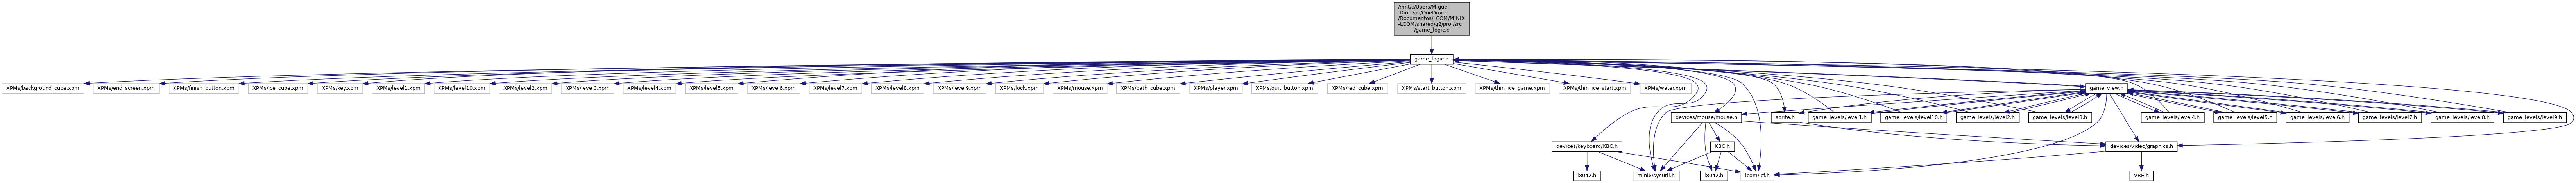 /mnt/c/Users/Miguel
Dionísio/OneDrive
/Documentos/LCOM/MINIX
-LCOM/shared/g2/proj/src
/game_logic.c
game_logic.h
XPMs/background_cube.xpm
XPMs/end_screen.xpm
XPMs/finish_button.xpm
XPMs/ice_cube.xpm
XPMs/key.xpm
XPMs/level1.xpm
XPMs/level10.xpm
XPMs/level2.xpm
XPMs/level3.xpm
XPMs/level4.xpm
XPMs/level5.xpm
XPMs/level6.xpm
XPMs/level7.xpm
XPMs/level8.xpm
XPMs/level9.xpm
XPMs/lock.xpm
XPMs/mouse.xpm
XPMs/path_cube.xpm
XPMs/player.xpm
XPMs/quit_button.xpm
XPMs/red_cube.xpm
XPMs/start_button.xpm
XPMs/thin_ice_game.xpm
XPMs/thin_ice_start.xpm
XPMs/water.xpm
game_view.h
devices/mouse/mouse.h
sprite.h
game_levels/level1.h
game_levels/level10.h
game_levels/level2.h
game_levels/level3.h
game_levels/level4.h
game_levels/level5.h
game_levels/level6.h
game_levels/level7.h
game_levels/level8.h
game_levels/level9.h
devices/keyboard/KBC.h
KBC.h
devices/video/graphics.h
i8042.h
minix/sysutil.h
i8042.h
lcom/lcf.h
VBE.h